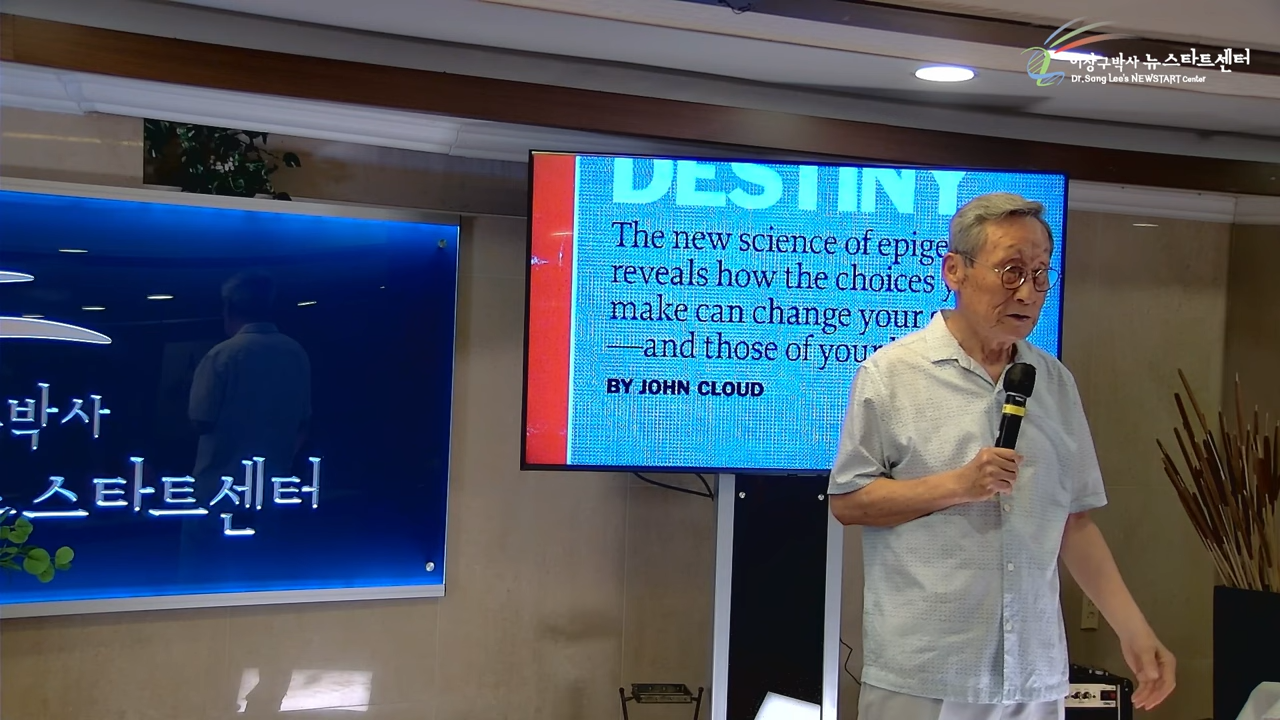 이상구박사 뉴스타트센터
Dr. Sang Lee's NEWSTART Center
DESTINY
The new science of epige
reveals how the choices
make can change your
—and those of your
BY JOHN CLOUD
박사
스타트센터